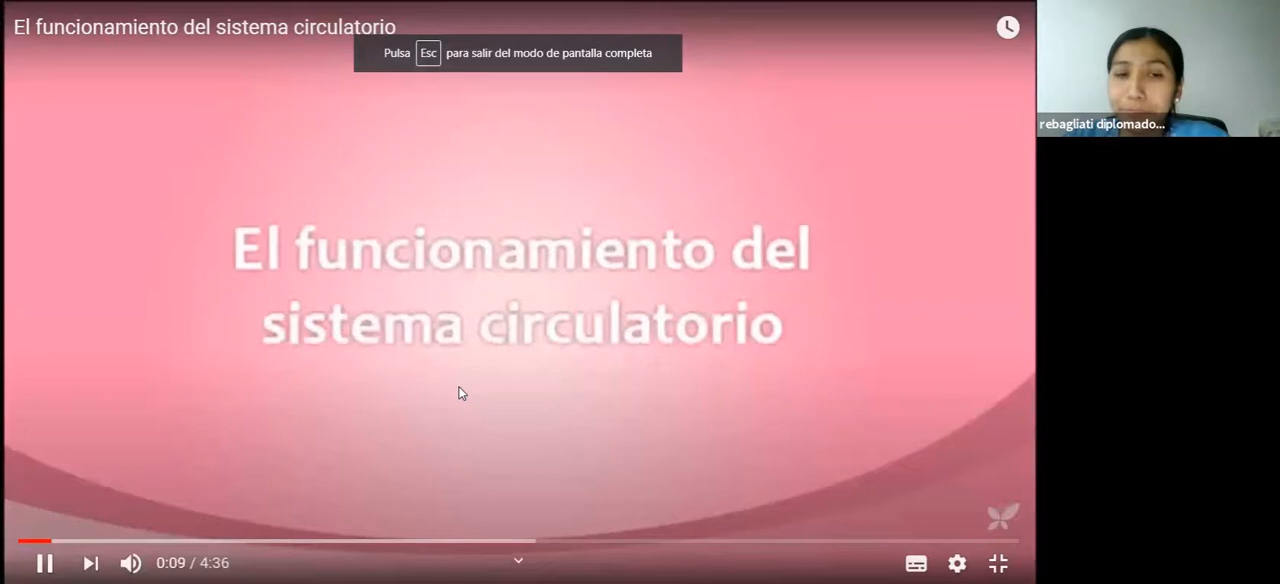 El funcionamiento del sistema circulatorio
Pulsa Esc para salir del modo de pantalla completa
rebagliati diplomado...
El funcionamiento del
sistema circulatorio
0:09 / 4:36